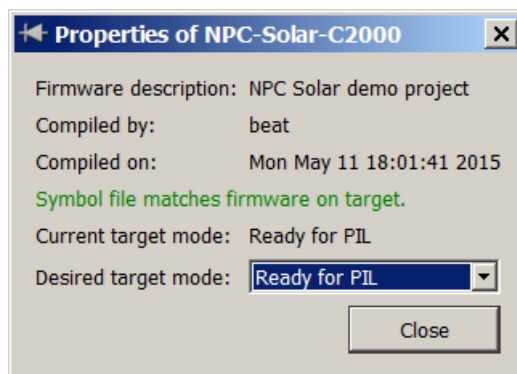 Properties of NPC-Solar-C2000
Firmware description: NPC Solar demo project
Compiled by: beat
Compiled on: Mon May 11 18:01:41 2015
Symbol file matches firmware on target.
Current target mode: Ready for PIL
Desired target mode: Ready for PIL
Close